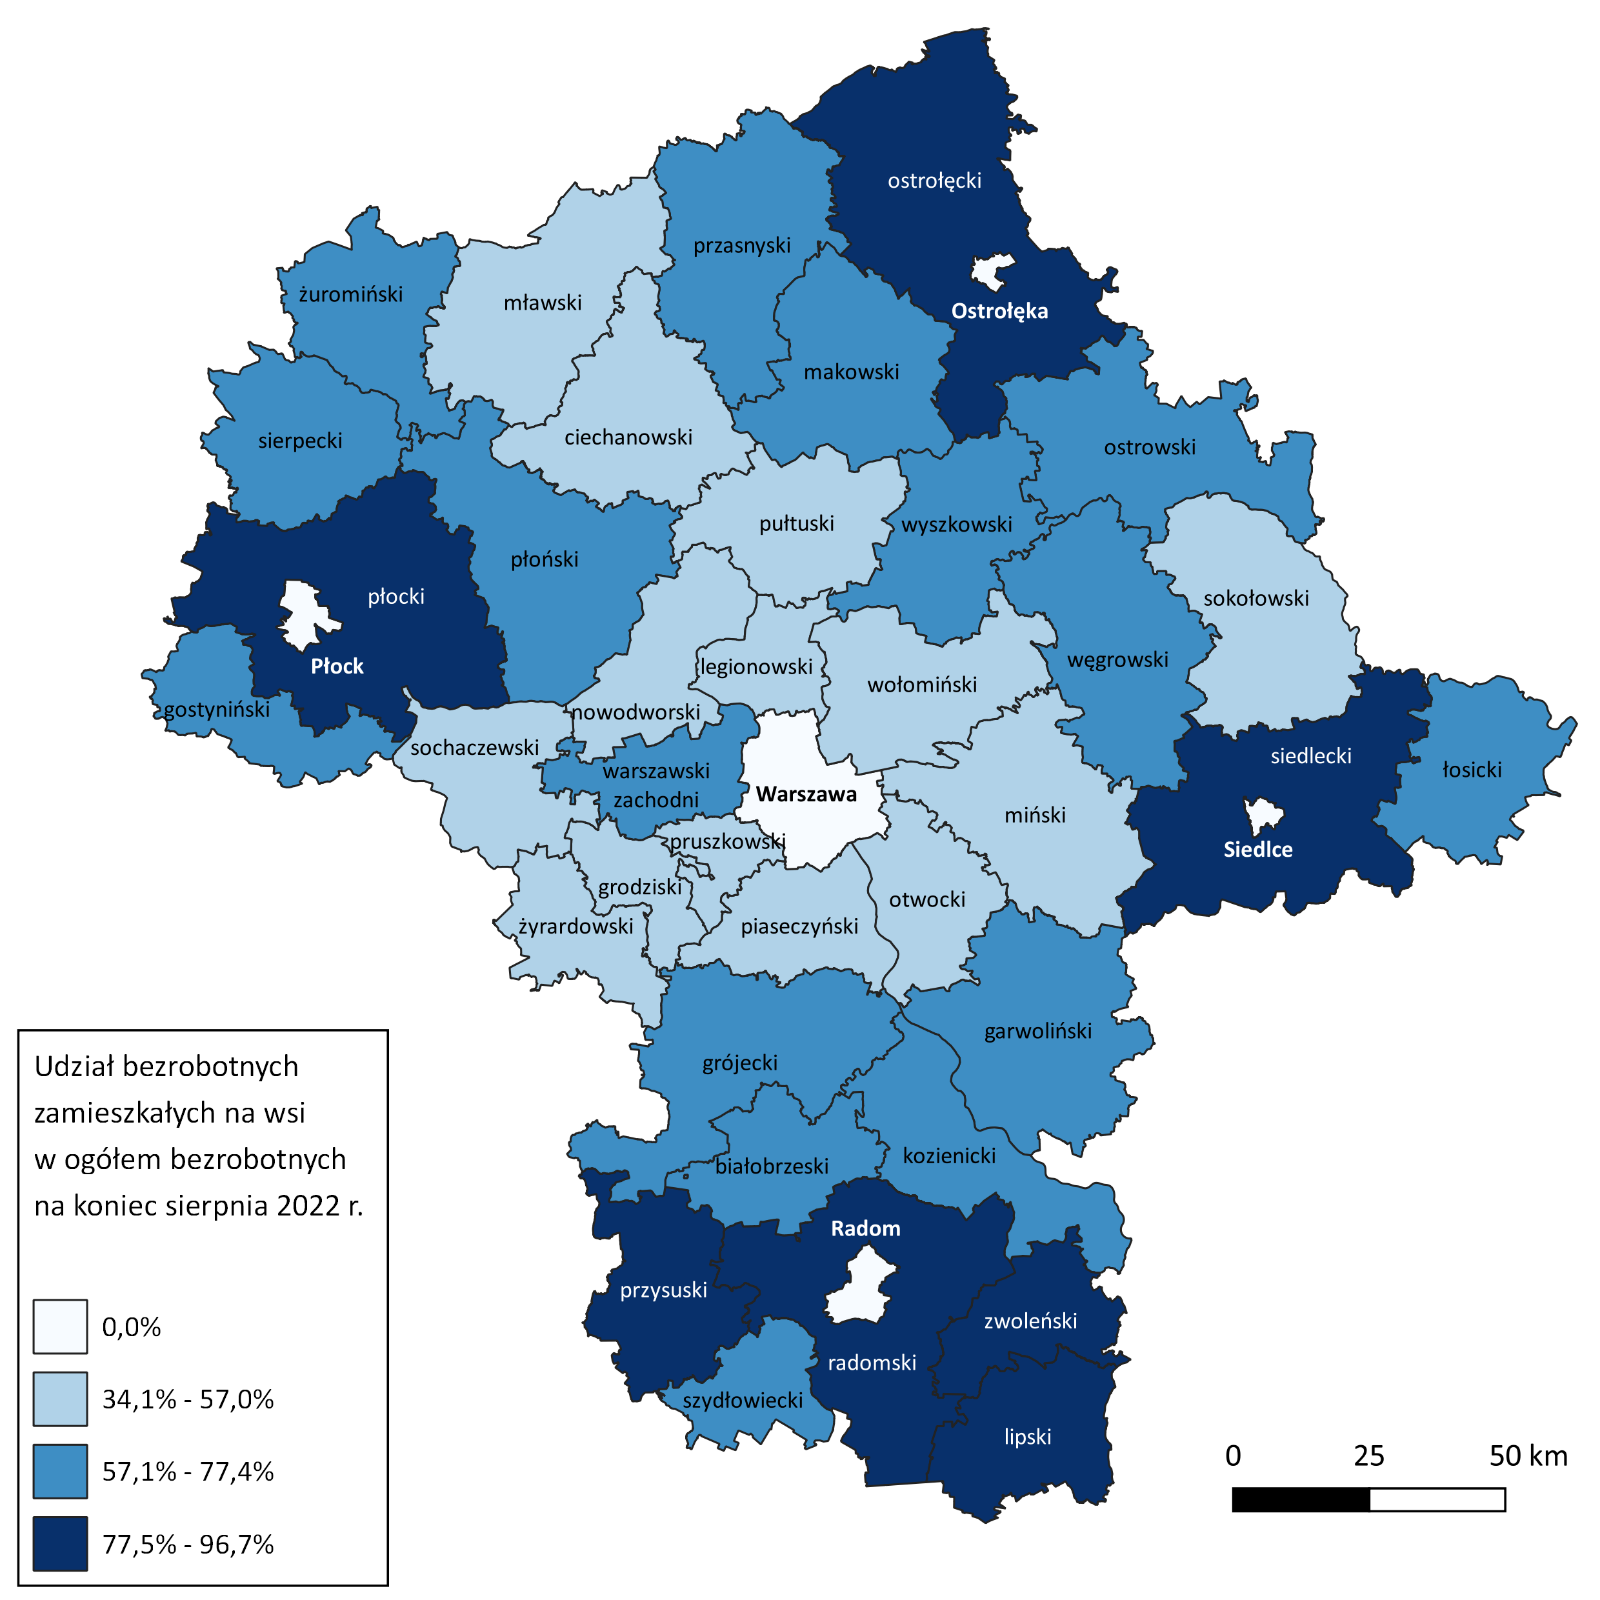 ostrołęcki
przasnyski
żuromiński
mławski
Ostrołęka
makowski
ciechanowski
sierpecki
ostrowski
pułtuski
wyszkowski
płoński
płocki
sokołowski
Płock
legionowski
węgrowski
wołomiński
gostyniński
nowodworski
sochaczewski
siedlecki
warszawski
zachodni
łosicki
Warszawa
miński
pruszkowski
Siedlce
grodziski
otwocki
żyrardowski
piaseczyński
garwoliński
grójecki
kozienicki
białobrzeski
Radom
przysuski
zwoleński
radomski
szydłowiecki
lipski
Udział bezrobotnych
zamieszkałych na wsi
w ogółem bezrobotnych
na koniec sierpnia 2022 r.
0,0%
34,1% - 57,0%
57,1% - 77,4%
77,5% - 96,7%
0 25 50 km